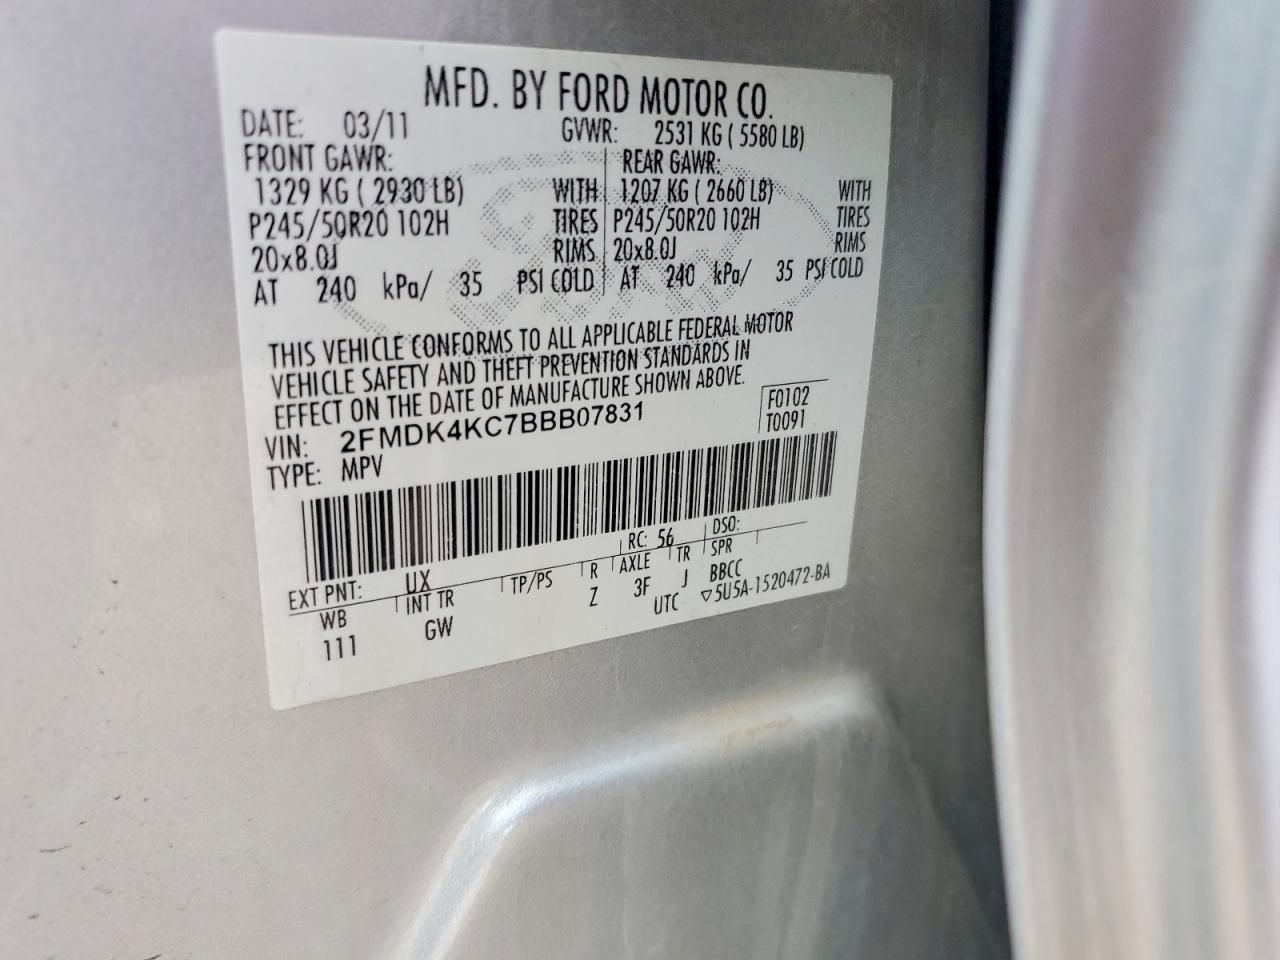 MFD. BY FORD MOTOR CO.
DATE: 03/11 GVWR: 2531 KG ( 5580 LB)
FRONT GAWR: REAR GAWR:
1329 KG ( 2930 LB) WITH 1207 KG ( 2660 LB) WITH
P245/50R20 102H TIRES P245/50R20 102H TIRES
20x8.0J RIMS 20x8.0J RIMS
AT 240 kPa/ 35 PSI COLD AT 240 kPa/ 35 PSI COLD
THIS VEHICLE CONFORMS TO ALL APPLICABLE FEDERAL MOTOR
VEHICLE SAFETY AND THEFT PREVENTION STANDARDS IN
EFFECT ON THE DATE OF MANUFACTURE SHOWN ABOVE.
VIN: 2FMDK4KC7BBB07831 F0102
TYPE: MPV T0091
EXT PNT: UX RC: 56 DSO:
WB INT TR TP/PS R AXLE TR SPR
111 GW Z 3F J BBCC
UTC ▽5U5A-1520472-BA